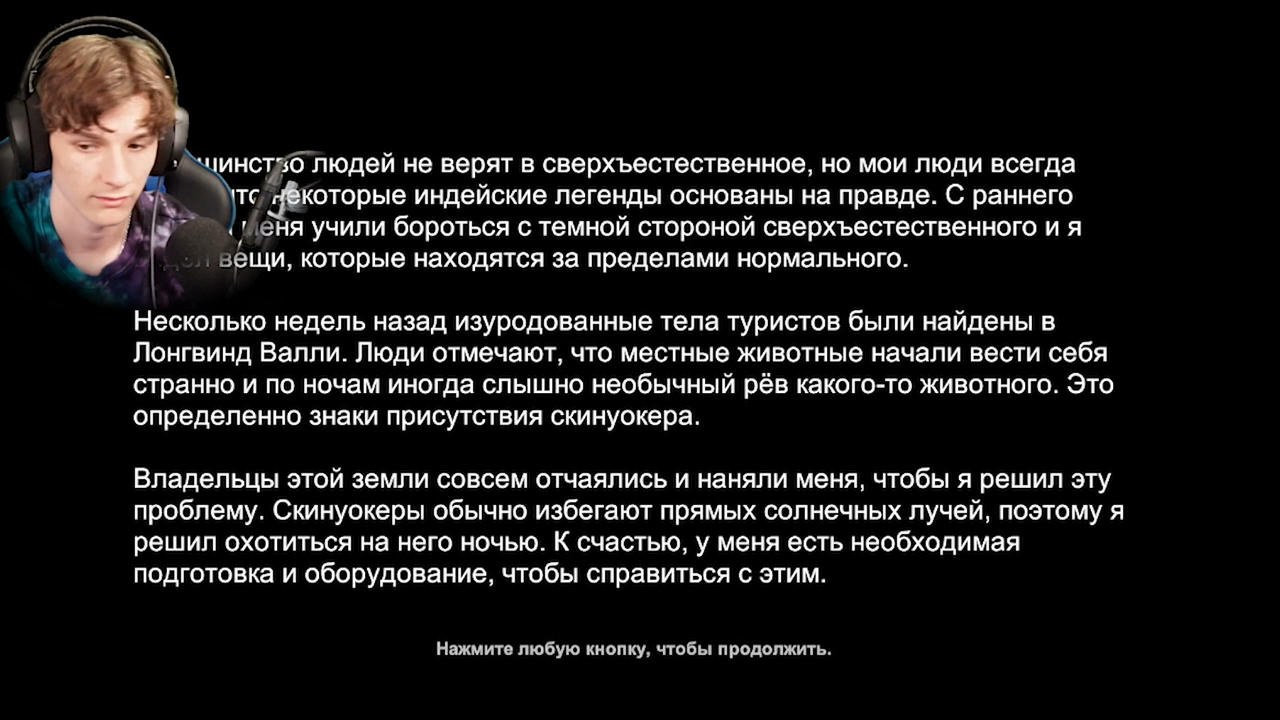 людей не верят в сверхъестественное, но мои люди всегда
некоторые индейские легенды основаны на правде. С раннего
меня учили бороться с темной стороной сверхъестественного и я
вещи, которые находятся за пределами нормального.
Несколько недель назад изуродованные тела туристов были найдены в
Лонгвинд Валли. Люди отмечают, что местные животные начали вести себя
странно и по ночам иногда слышно необычный рёв какого-то животного. Это
определенно знаки присутствия скинуокера.
Владельцы этой земли совсем отчаялись и наняли меня, чтобы я решил эту
проблему. Скинуокеры обычно избегают прямых солнечных лучей, поэтому я
решил охотиться на него ночью. К счастью, у меня есть необходимая
подготовка и оборудование, чтобы справиться с этим.
Нажмите любую кнопку, чтобы продолжить.